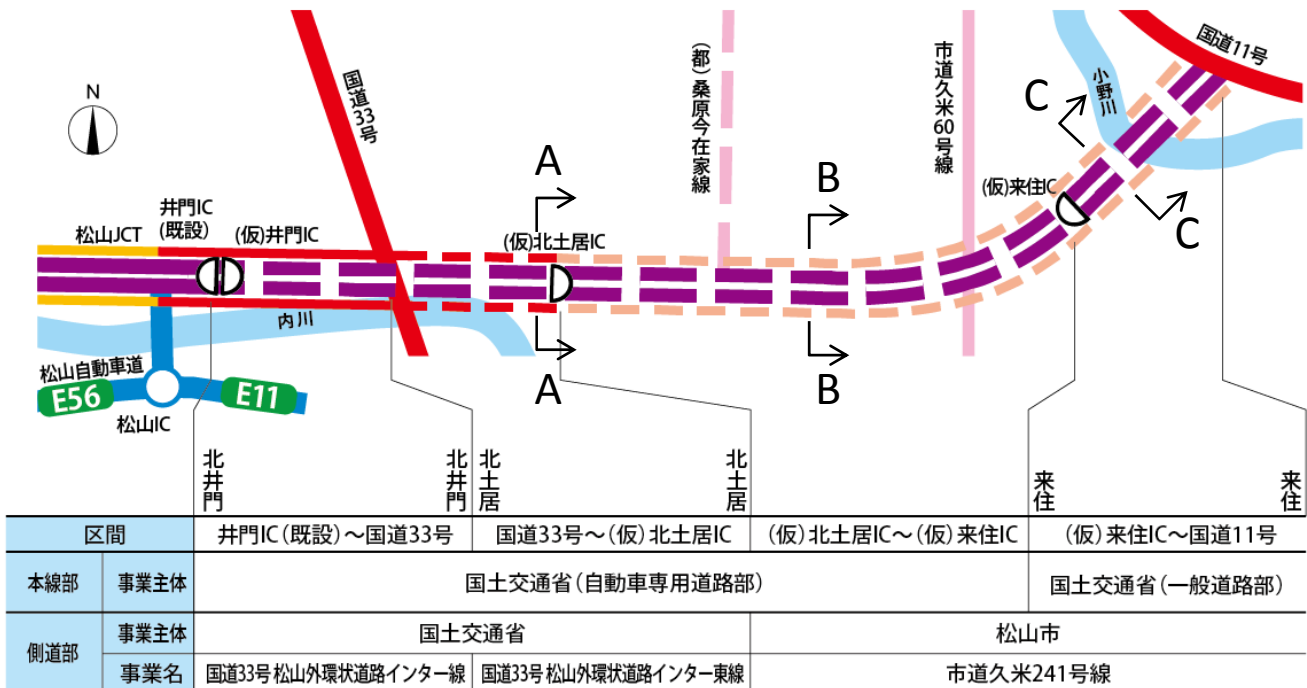 国道11号
国道33号
(都)桑原今在家線
市道久米60号線
小野川
N
A
B
C
(仮)来住IC
C
井門IC
(既設)
松山JCT
(仮)井門IC
(仮)北土居IC
内川
A
B
松山自動車道
E56
E11
松山IC
北井門
北井門
北土居
北土居
来住
来住
区間
井門IC(既設)～国道33号
国道33号～(仮)北土居IC
(仮)北土居IC～(仮)来住IC
(仮)来住IC～国道11号
本線部
事業主体
国土交通省(自動車専用道路部)
国土交通省(一般道路部)
側道部
事業主体
国土交通省
松山市
事業名
国道33号 松山外環状道路インター線
国道33号 松山外環状道路インター東線
市道久米241号線